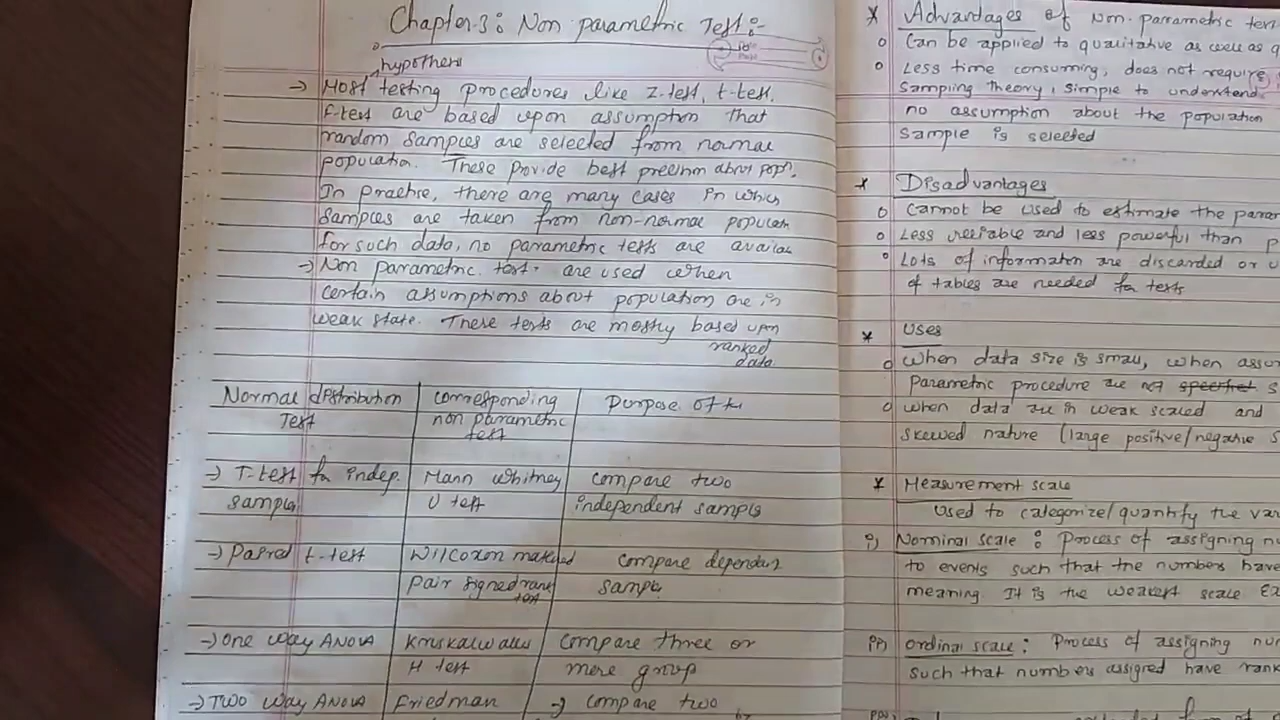 Chapter-3: Non parametric Test:-
hypothesis
→ Most testing procedures like Z-test, t-test,
F-test are based upon assumption that
random samples are selected from normal
population. These provide best precision about popn.
In practise, there are many cases in which
samples are taken from non-normal population
for such data, no parametric tests are availab
→ Non parametric tests are used when
certain assumptions about population are in
weak state. These tests are mostly based upon
ranked
data.
Normal distribution | corresponding | Purpose of the
Test | non parametric
test
→ T-test for indep. | Mann Whitney | compare two
sample | U test | independent sample
→ Paired t-test | Wilcoxon matched | compare dependent
pair signed rank | sample
test
→ One way ANOVA | Kruskal wallis | compare three or
H test | more group
→ TWO way ANOVA | Friedman | → compare two
* Advantages of Non-parametric
o Can be applied to qualitative as well as q
o Less time consuming, does not require
sampling theory, simple to understand
no assumption about the population
sample is selected
* Disadvantages
o Cannot be used to estimate the param
o Less reliable and less powerful than p
o Lots of information are discarded or u
of tables are needed for tests
* Uses
o When data size is small, when assu
parametric procedure are not specified s
o when data are in weak scaled and
skewed nature (large positive/negative s
* Measurement scale
Used to categorize/quantify the var
i) Nominal scale: Process of assigning nu
to events such that the numbers have
meaning. It is the weakest scale Ex
ii) Ordinal scale: Process of assigning num
such that numbers assigned have rank